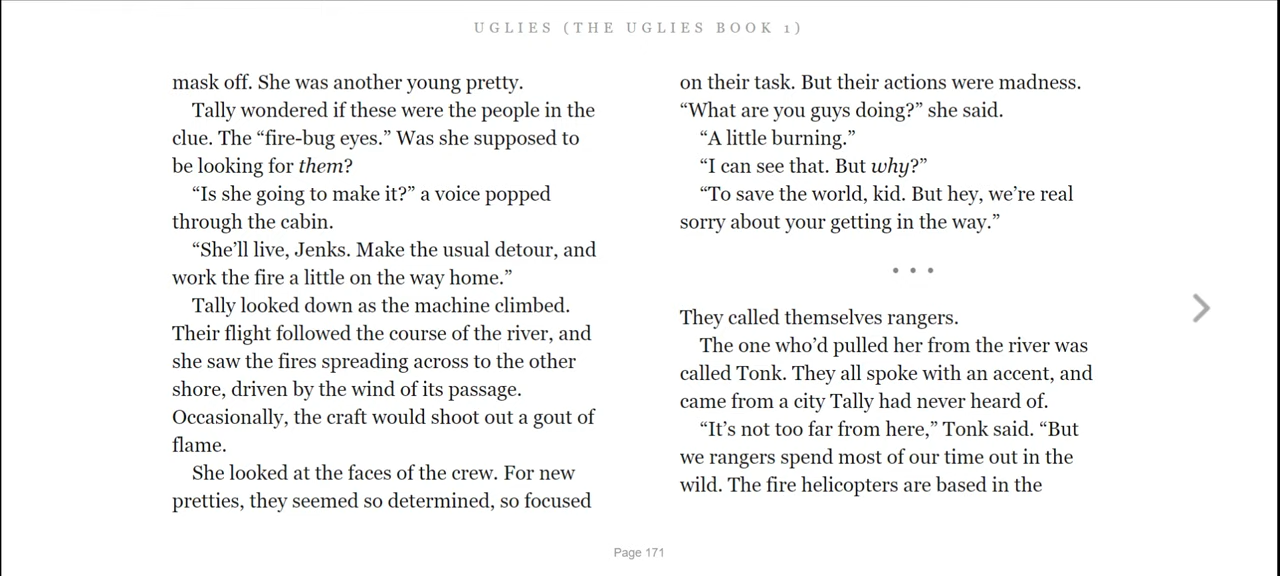 UGLIES (THE UGLIES BOOK 1)
mask off. She was another young pretty.
Tally wondered if these were the people in the
clue. The “fire-bug eyes.” Was she supposed to
be looking for them?
“Is she going to make it?” a voice popped
through the cabin.
“She’ll live, Jenks. Make the usual detour, and
work the fire a little on the way home.”
Tally looked down as the machine climbed.
Their flight followed the course of the river, and
she saw the fires spreading across to the other
shore, driven by the wind of its passage.
Occasionally, the craft would shoot out a gout of
flame.
She looked at the faces of the crew. For new
pretties, they seemed so determined, so focused
on their task. But their actions were madness.
“What are you guys doing?” she said.
“A little burning.”
“I can see that. But why?”
“To save the world, kid. But hey, we’re real
sorry about your getting in the way.”
• • •
They called themselves rangers.
The one who’d pulled her from the river was
called Tonk. They all spoke with an accent, and
came from a city Tally had never heard of.
“It’s not too far from here,” Tonk said. “But
we rangers spend most of our time out in the
wild. The fire helicopters are based in the
Page 171